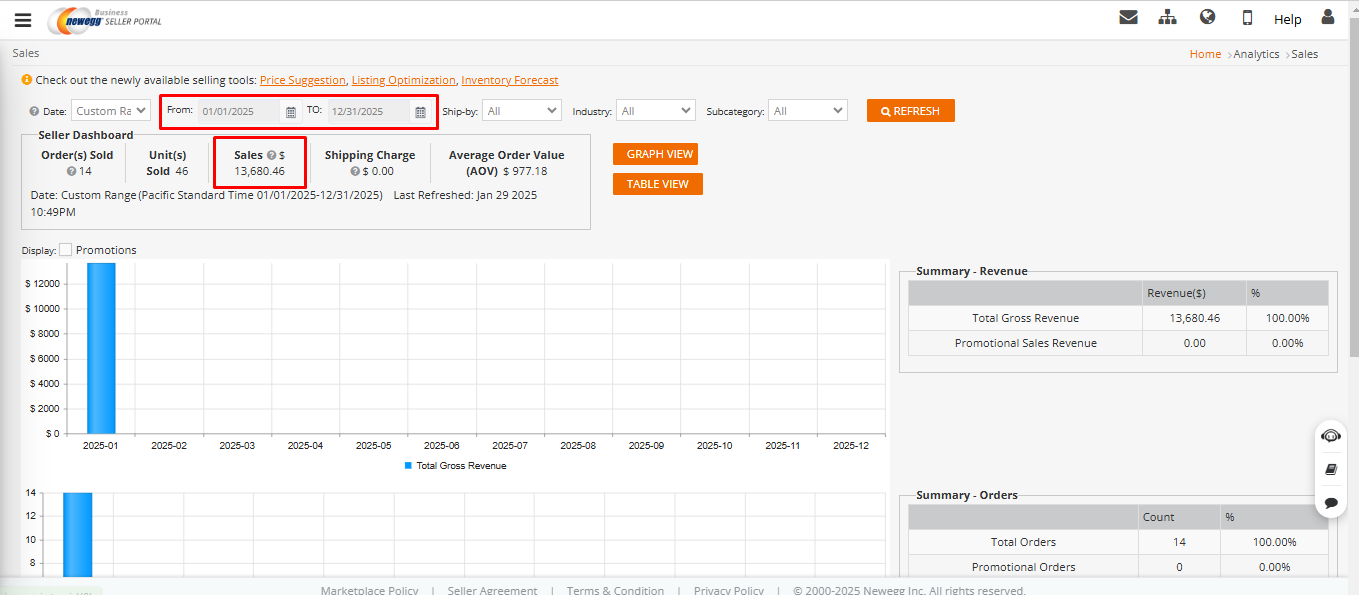 Business
newegg SELLER PORTAL
Help
Sales
Home > Analytics > Sales
Check out the newly available selling tools: Price Suggestion, Listing Optimization, Inventory Forecast
Date: Custom Ra From: 01/01/2025 TO: 12/31/2025 Ship-by: All Industry: All Subcategory: All REFRESH
Seller Dashboard
Order(s) Sold 14
Unit(s) Sold 46
Sales $ 13,680.46
Shipping Charge $ 0.00
Average Order Value (AOV) $ 977.18
Date: Custom Range (Pacific Standard Time 01/01/2025-12/31/2025) Last Refreshed: Jan 29 2025
10:49PM
GRAPH VIEW
TABLE VIEW
Display: Promotions
$ 12000
$ 10000
$ 8000
$ 6000
$ 4000
$ 2000
$ 0
2025-01 2025-02 2025-03 2025-04 2025-05 2025-06 2025-07 2025-08 2025-09 2025-10 2025-11 2025-12
Total Gross Revenue
Summary - Revenue
Revenue($) %
Total Gross Revenue 13,680.46 100.00%
Promotional Sales Revenue 0.00 0.00%
14
12
10
8
Summary - Orders
Count %
Total Orders 14 100.00%
Promotional Orders 0 0.00%
Marketplace Policy | Seller Agreement | Terms & Condition | Privacy Policy | © 2000-2025 Newegg Inc. All rights reserved.